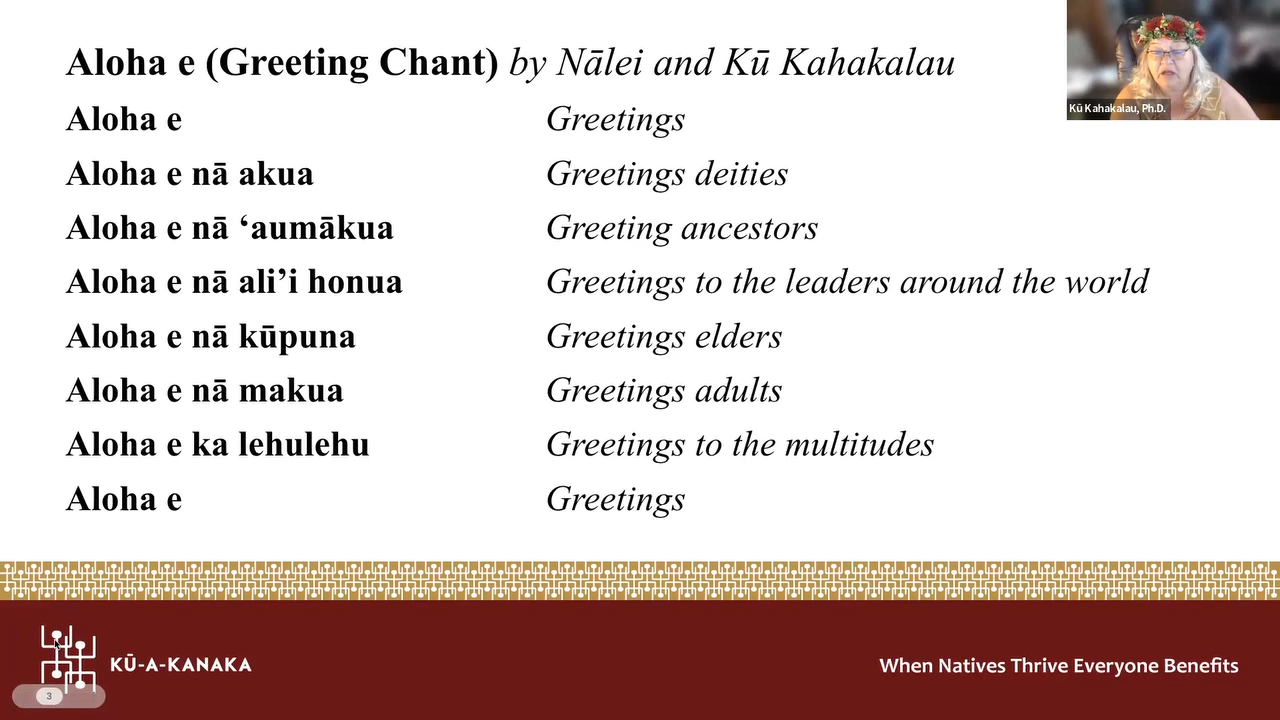 Aloha e (Greeting Chant) by Nālei and Kū Kahakalau
Kū Kahakalau, Ph.D.
Aloha e Greetings
Aloha e nā akua Greetings deities
Aloha e nā ‘aumākua Greeting ancestors
Aloha e nā ali’i honua Greetings to the leaders around the world
Aloha e nā kūpuna Greetings elders
Aloha e nā makua Greetings adults
Aloha e ka lehulehu Greetings to the multitudes
Aloha e Greetings
KŪ-A-KANAKA
When Natives Thrive Everyone Benefits
3